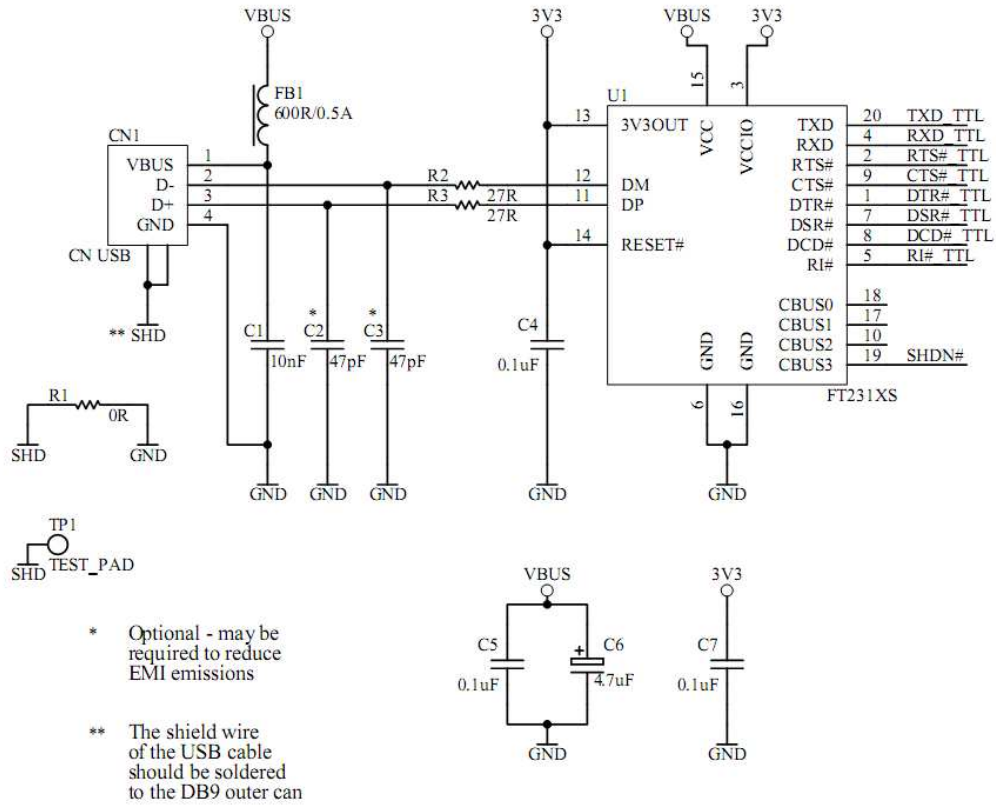 VBUS
3V3
VBUS
3V3
FB1
600R/0.5A
CN1
VBUS 1
D- 2
D+ 3
GND 4
CN USB
** SHD
R2
27R
R3
27R
U1
15
3
13 3V3OUT
VCC
VCCIO
12 DM
11 DP
14 RESET#
TXD 20 TXD_TTL
RXD 4 RXD_TTL
RTS# 2 RTS#_TTL
CTS# 9 CTS#_TTL
DTR# 1 DTR#_TTL
DSR# 7 DSR#_TTL
DCD# 8 DCD#_TTL
RI# 5 RI#_TTL
CBUS0 18
CBUS1 17
CBUS2 10
CBUS3 19 SHDN#
GND
GND
6
16
FT231XS
C1
10nF
*
C2
47pF
*
C3
47pF
C4
0.1uF
R1
0R
SHD
GND
GND
GND
GND
GND
GND
TP1
TEST_PAD
SHD
VBUS
C5
0.1uF
+
C6
4.7uF
GND
3V3
C7
0.1uF
GND
* Optional - may be
required to reduce
EMI emissions
** The shield wire
of the USB cable
should be soldered
to the DB9 outer can